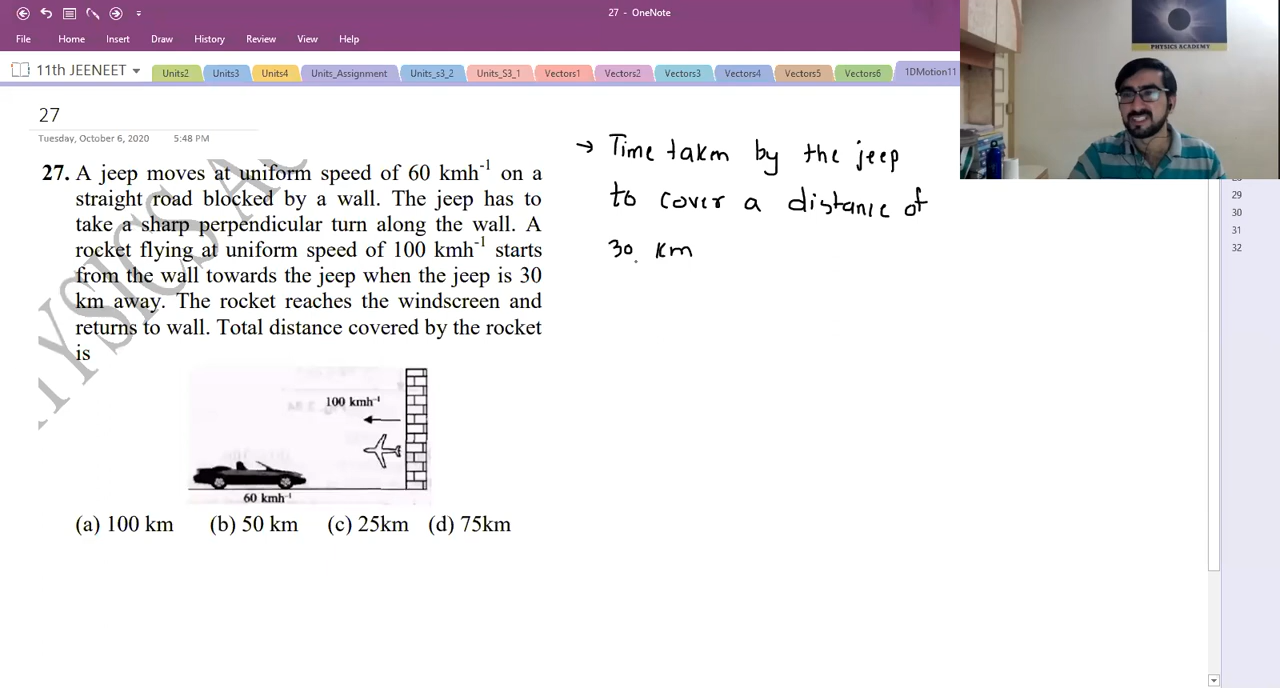 27 - OneNote
File Home Insert Draw History Review View Help
11th JEENEET Units2 Units3 Units4 Units_Assignment Units_s3_2 Units_S3_1 Vectors1 Vectors2 Vectors3 Vectors4 Vectors5 Vectors6 1DMotion11
PHYSICS ACADEMY
27
Tuesday, October 6, 2020 5:48 PM
27. A jeep moves at uniform speed of 60 kmh⁻¹ on a
straight road blocked by a wall. The jeep has to
take a sharp perpendicular turn along the wall. A
rocket flying at uniform speed of 100 kmh⁻¹ starts
from the wall towards the jeep when the jeep is 30
km away. The rocket reaches the windscreen and
returns to wall. Total distance covered by the rocket
is
100 kmh⁻¹
60 kmh⁻¹
(a) 100 km (b) 50 km (c) 25km (d) 75km
→ Time taken by the jeep
to cover a distance of
30 km
29
30
31
32